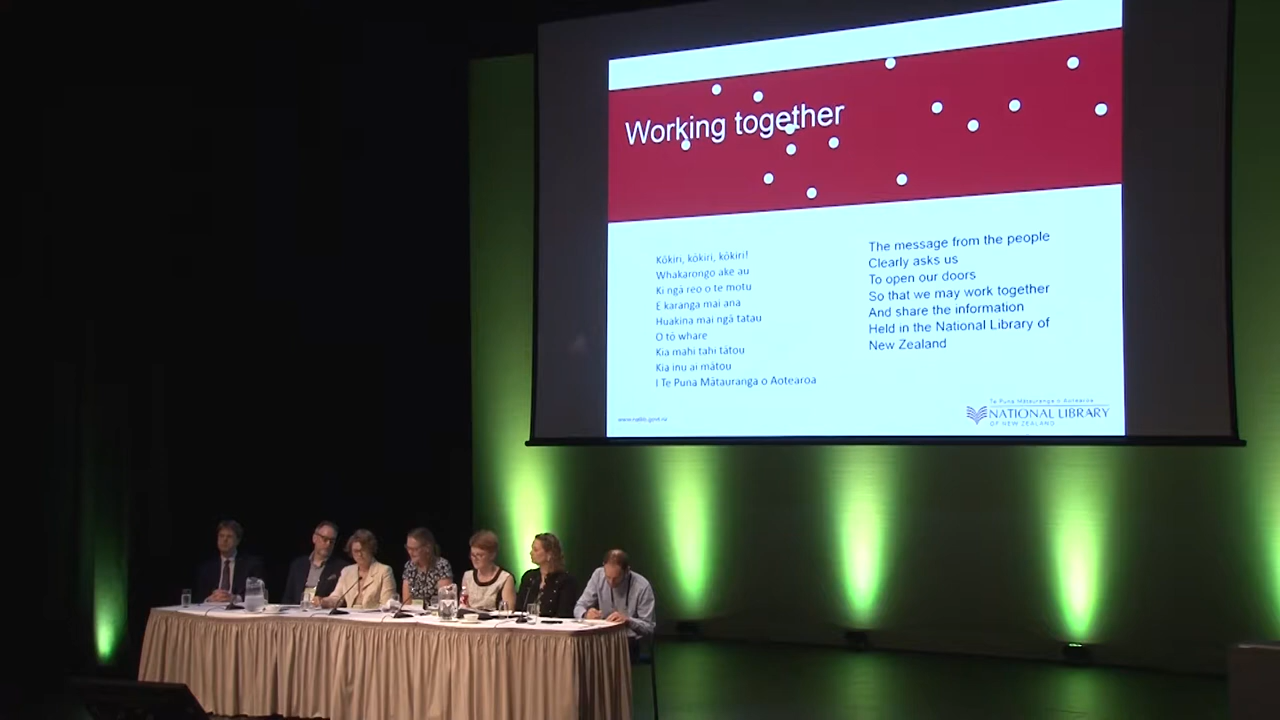 Working together
Kōkiri, kōkiri, kōkiri!
Whakarongo ake au
Ki ngā reo o te motu
E karanga mai ana
Huakina mai ngā tatau
O tō whare
Kia mahi tahi tātou
Kia inu ai mātou
I Te Puna Mātauranga o Aotearoa
The message from the people
Clearly asks us
To open our doors
So that we may work together
And share the information
Held in the National Library of
New Zealand
www.natlib.govt.nz
Te Puna Mātauranga o Aotearoa
NATIONAL LIBRARY
OF NEW ZEALAND